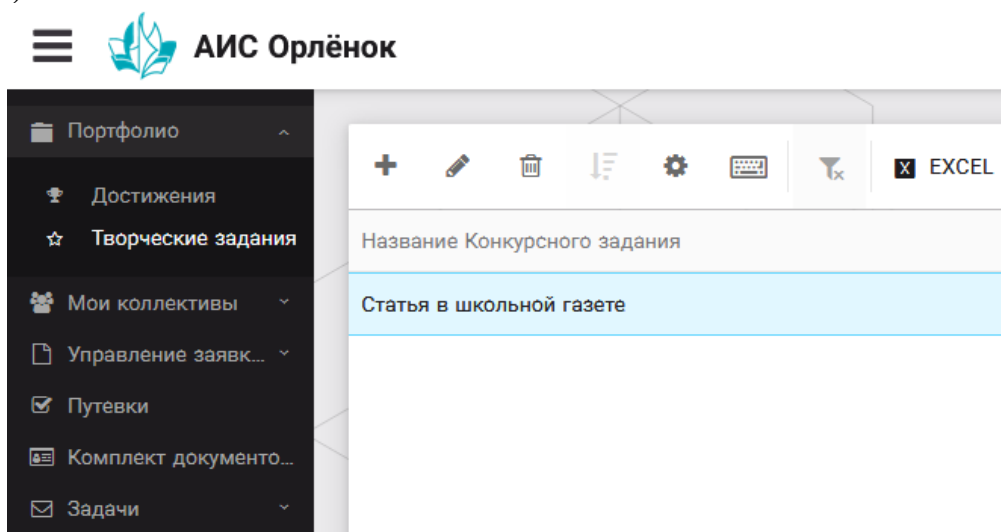 АИС Орлёнок
Портфолио
Достижения
Творческие задания
Мои коллективы
Управление заявк...
Путевки
Комплект документо...
Задачи
X EXCEL
Название Конкурсного задания
Статья в школьной газете